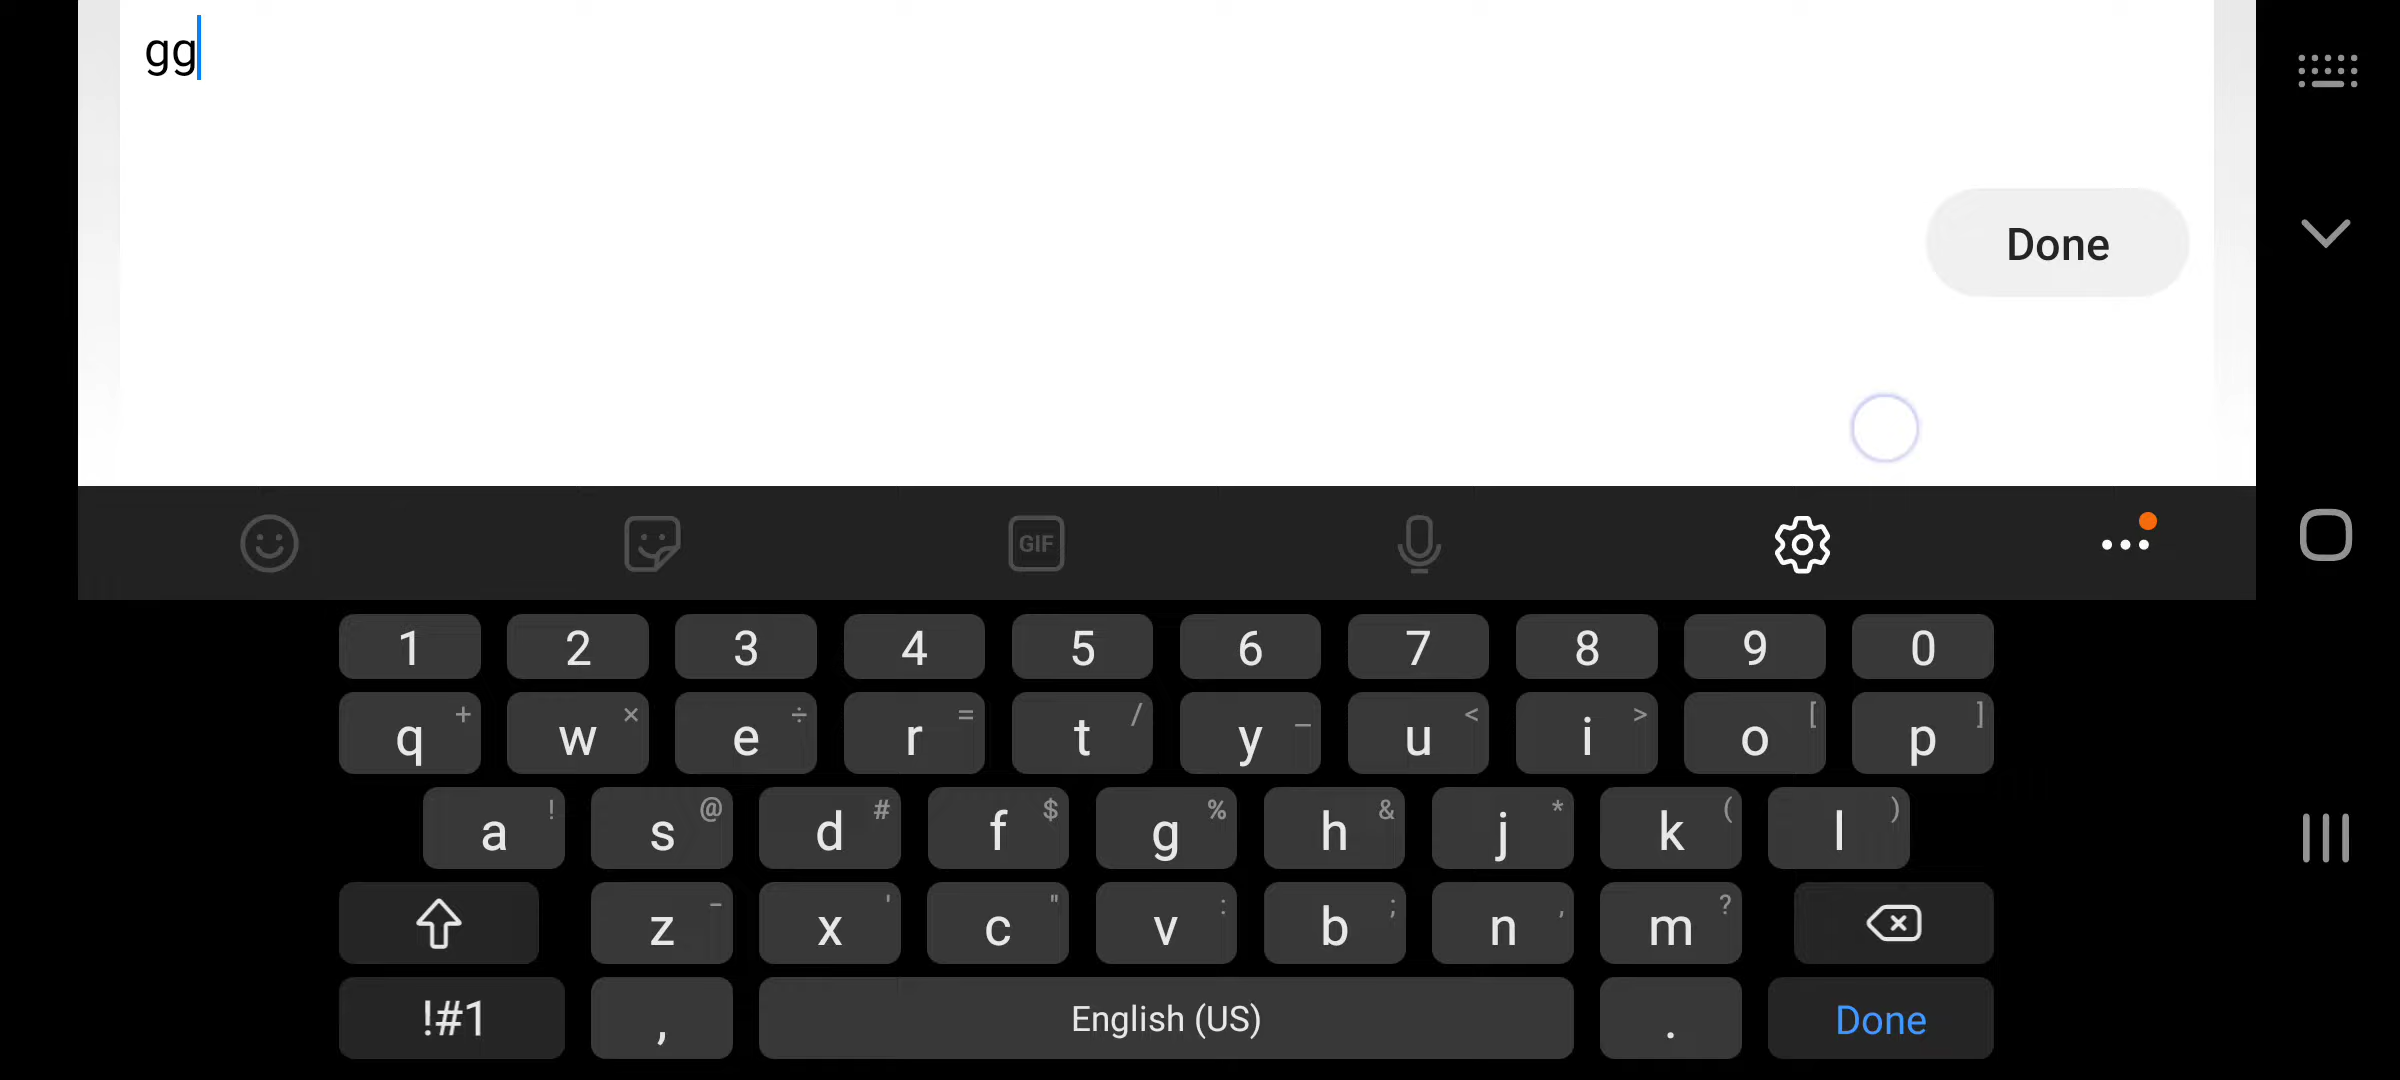 gg
Done
GIF
1 2 3 4 5 6 7 8 9 0
q + w × e ÷ r = t / y _ u < i > o [ p ]
a ! s @ d # f $ g % h & j * k ( l )
z - x ' c " v : b ; n , m ?
!#1 , English (US) . Done